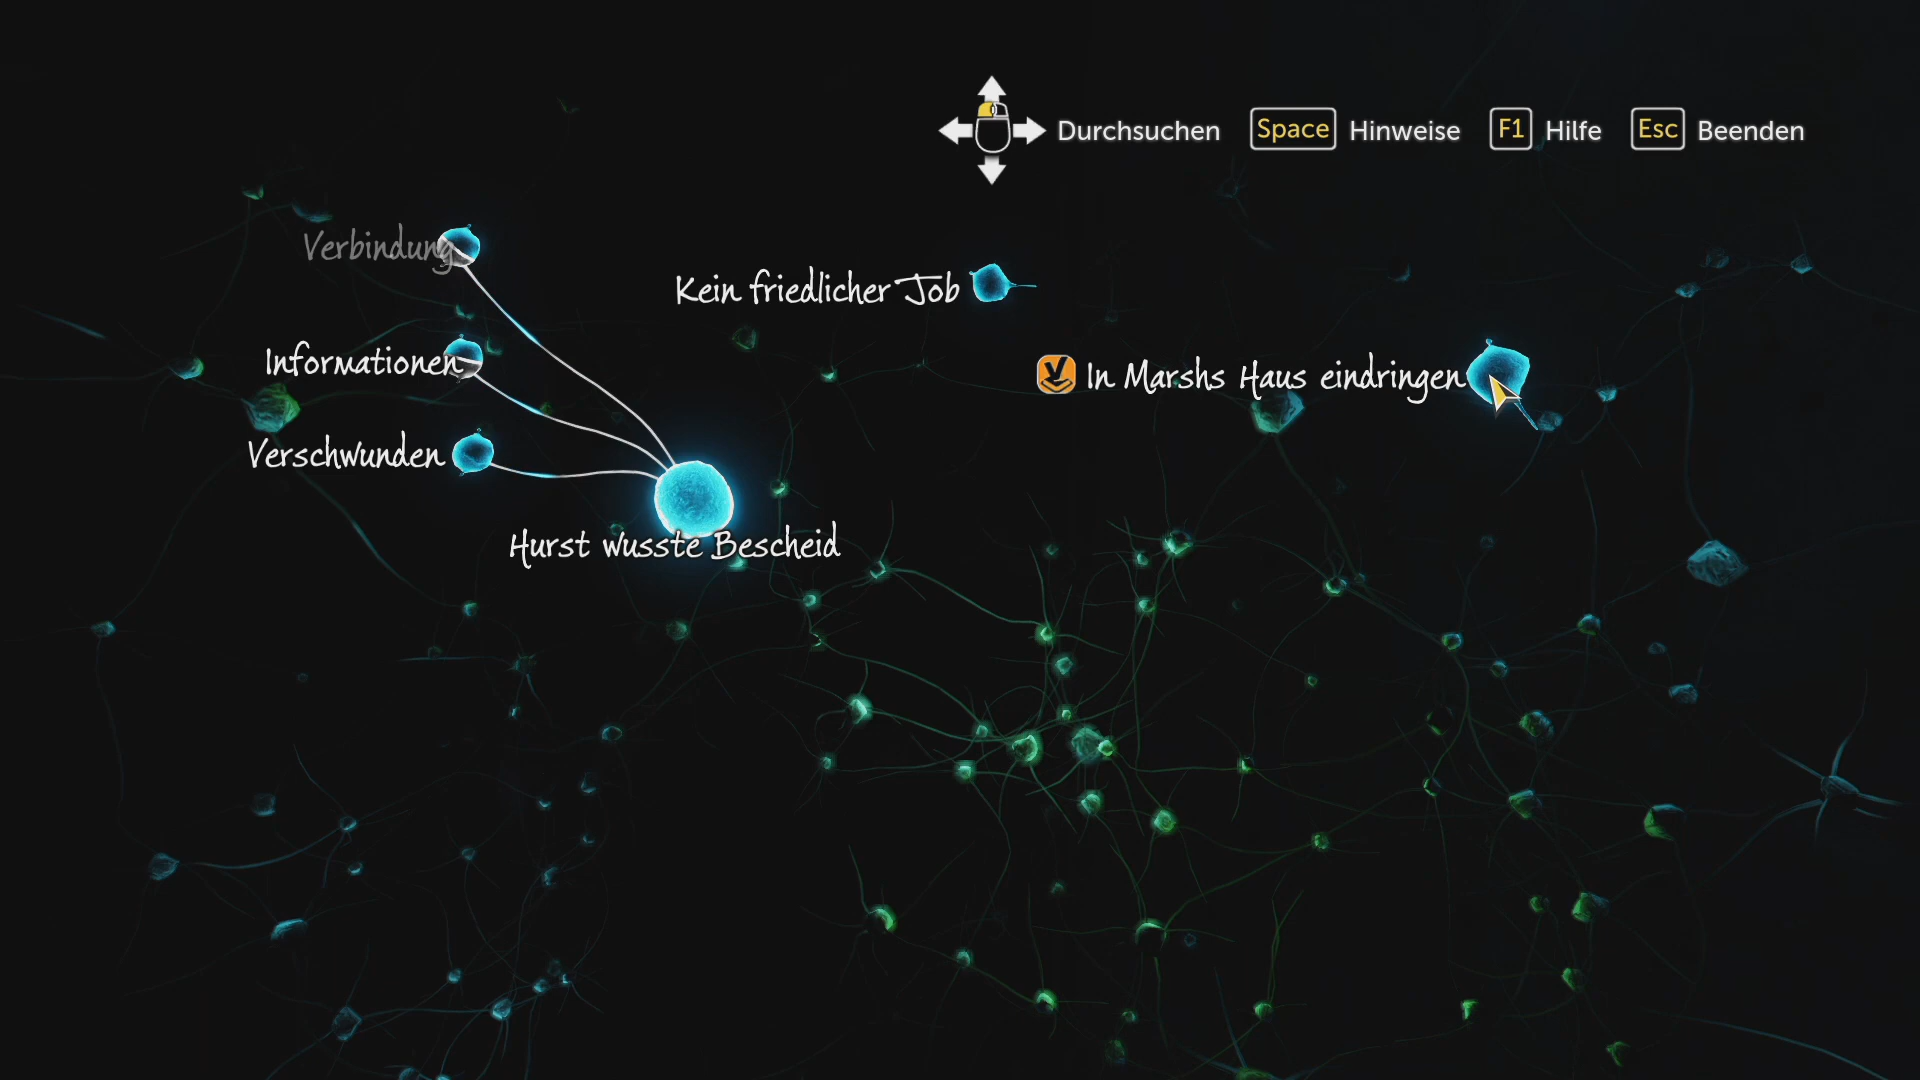 Durchsuchen Space Hinweise F1 Hilfe Esc Beenden
Verbindung
Kein friedlicher Job
Informationen
In Marshs Haus eindringen
Verschwunden
Hurst wusste Bescheid